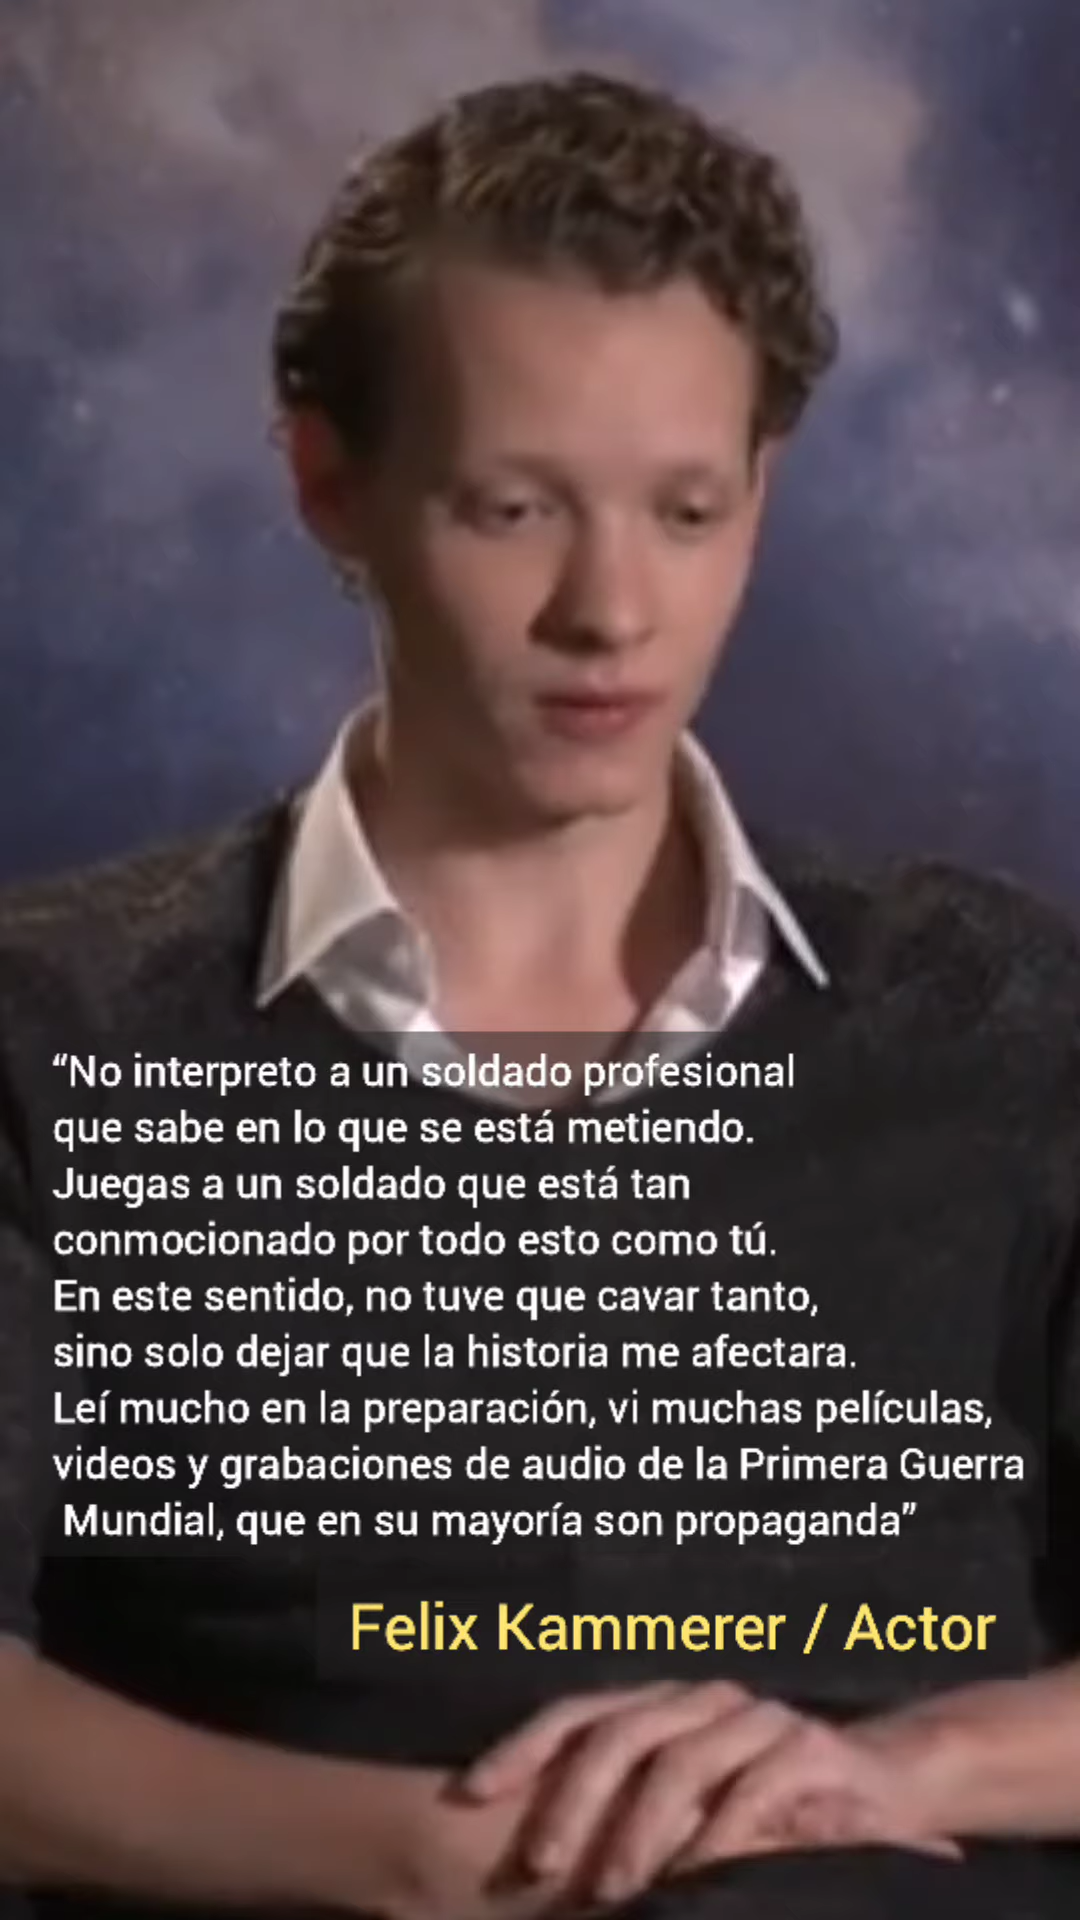 “No interpreto a un soldado profesional
que sabe en lo que se está metiendo.
Juegas a un soldado que está tan
conmocionado por todo esto como tú.
En este sentido, no tuve que cavar tanto,
sino solo dejar que la historia me afectara.
Leí mucho en la preparación, vi muchas películas,
videos y grabaciones de audio de la Primera Guerra
Mundial, que en su mayoría son propaganda”
Felix Kammerer / Actor